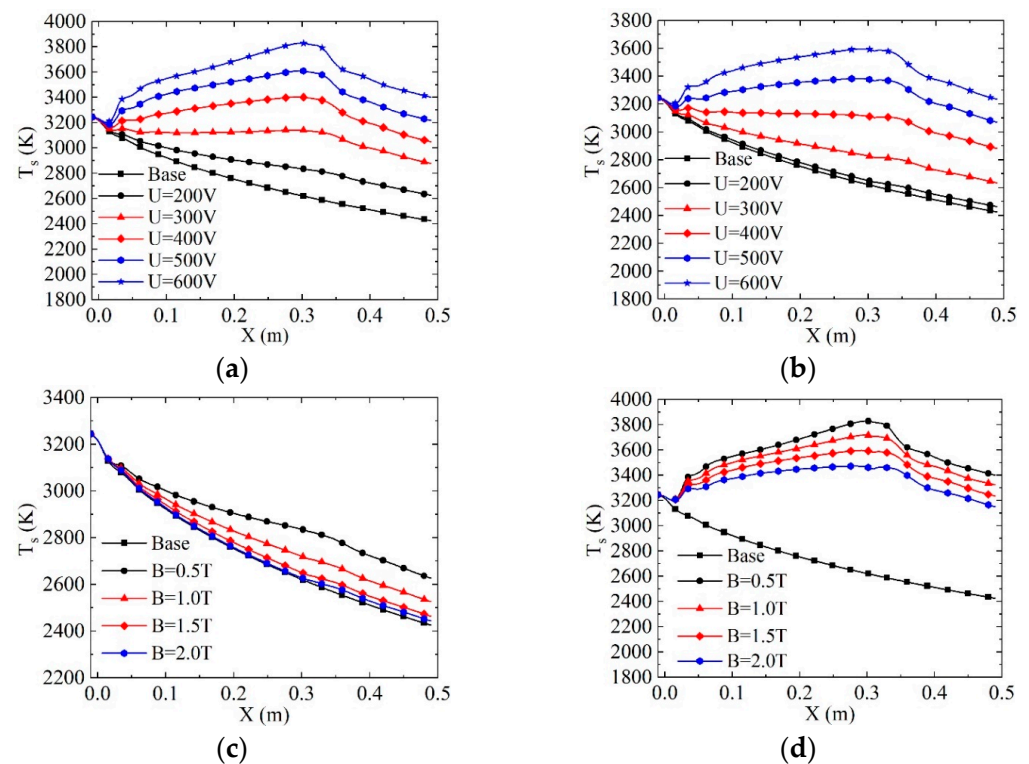 4000
3800
3600
3400
3200
3000
2800
2600
2400
2200
2000
1800
T_s (K)
Base
U=200V
U=300V
U=400V
U=500V
U=600V
0.0 0.1 0.2 0.3 0.4 0.5
X (m)
(a)
3800
3600
3400
3200
3000
2800
2600
2400
2200
2000
1800
T_s (K)
Base
U=200V
U=300V
U=400V
U=500V
U=600V
0.0 0.1 0.2 0.3 0.4 0.5
X (m)
(b)
3400
3200
3000
2800
2600
2400
2200
T_s (K)
Base
B=0.5T
B=1.0T
B=1.5T
B=2.0T
0.0 0.1 0.2 0.3 0.4 0.5
X (m)
(c)
4000
3800
3600
3400
3200
3000
2800
2600
2400
2200
2000
1800
T_s (K)
Base
B=0.5T
B=1.0T
B=1.5T
B=2.0T
0.0 0.1 0.2 0.3 0.4 0.5
X (m)
(d)